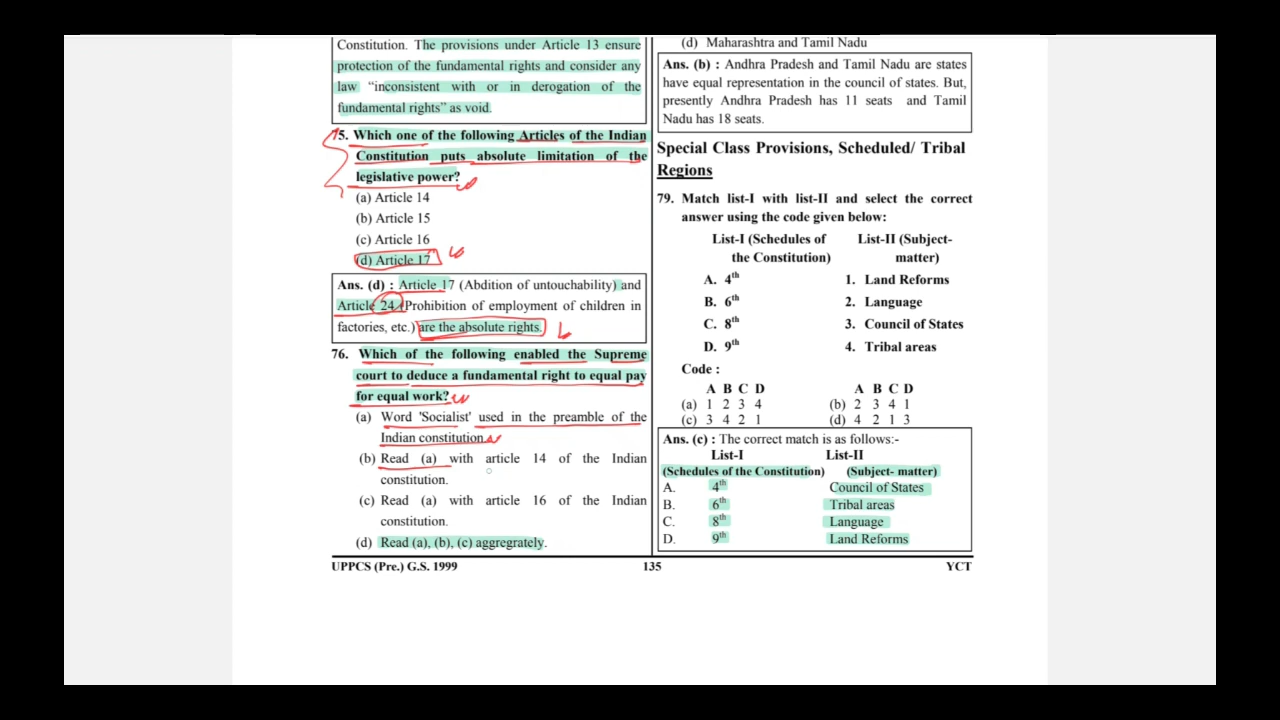 Constitution. The provisions under Article 13 ensure
protection of the fundamental rights and consider any
law “inconsistent with or in derogation of the
fundamental rights” as void.
75. Which one of the following Articles of the Indian
Constitution puts absolute limitation of the
legislative power?
(a) Article 14
(b) Article 15
(c) Article 16
(d) Article 17
Ans. (d) : Article 17 (Abdition of untouchability) and
Article 24 (Prohibition of employment of children in
factories, etc.) are the absolute rights.
76. Which of the following enabled the Supreme
court to deduce a fundamental right to equal pay
for equal work?
(a) Word 'Socialist' used in the preamble of the
Indian constitution.
(b) Read (a) with article 14 of the Indian
constitution.
(c) Read (a) with article 16 of the Indian
constitution.
(d) Read (a), (b), (c) aggregrately.
(d) Maharashtra and Tamil Nadu
Ans. (b) : Andhra Pradesh and Tamil Nadu are states
have equal representation in the council of states. But,
presently Andhra Pradesh has 11 seats and Tamil
Nadu has 18 seats.
Special Class Provisions, Scheduled/ Tribal
Regions
79. Match list-I with list-II and select the correct
answer using the code given below:
List-I (Schedules of List-II (Subject-
the Constitution) matter)
A. 4th 1. Land Reforms
B. 6th 2. Language
C. 8th 3. Council of States
D. 9th 4. Tribal areas
Code :
A B C D A B C D
(a) 1 2 3 4 (b) 2 3 4 1
(c) 3 4 2 1 (d) 4 2 1 3
Ans. (c) : The correct match is as follows:-
List-I List-II
(Schedules of the Constitution) (Subject- matter)
A. 4th Council of States
B. 6th Tribal areas
C. 8th Language
D. 9th Land Reforms
UPPCS (Pre.) G.S. 1999 135 YCT